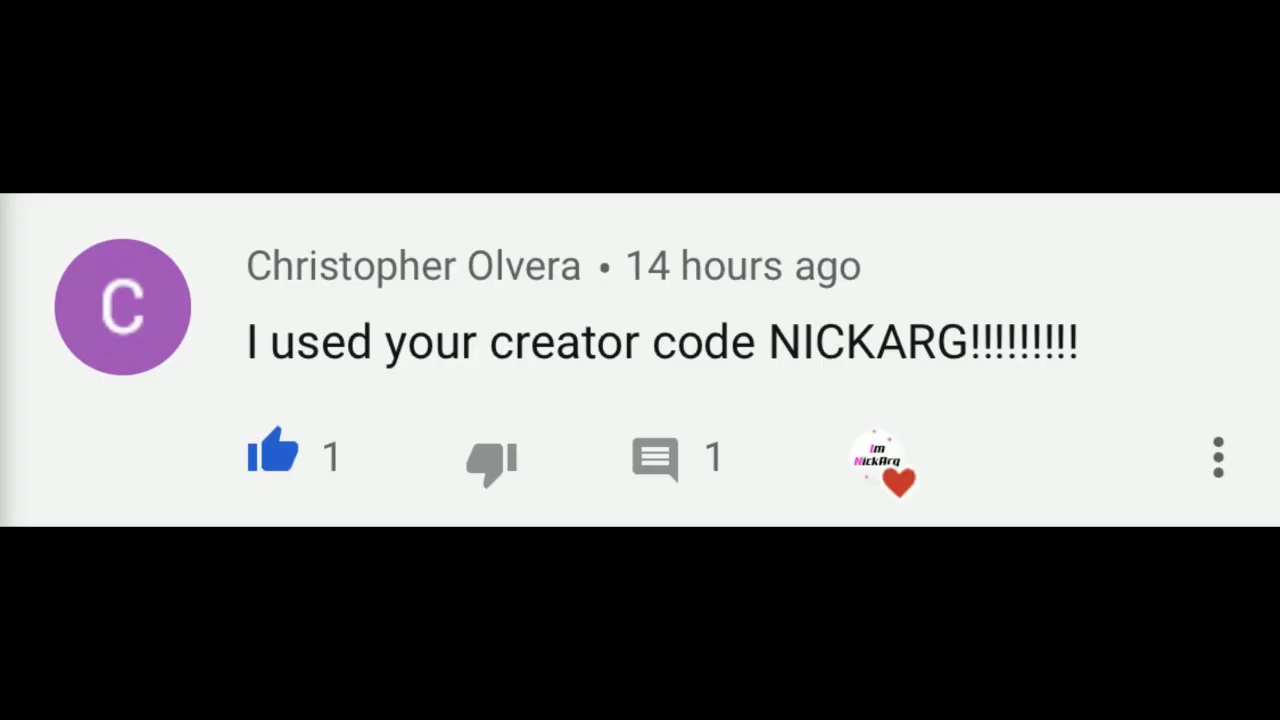 C
Christopher Olvera • 14 hours ago
I used your creator code NICKARG!!!!!!!!!
1
1
Im
NickArg